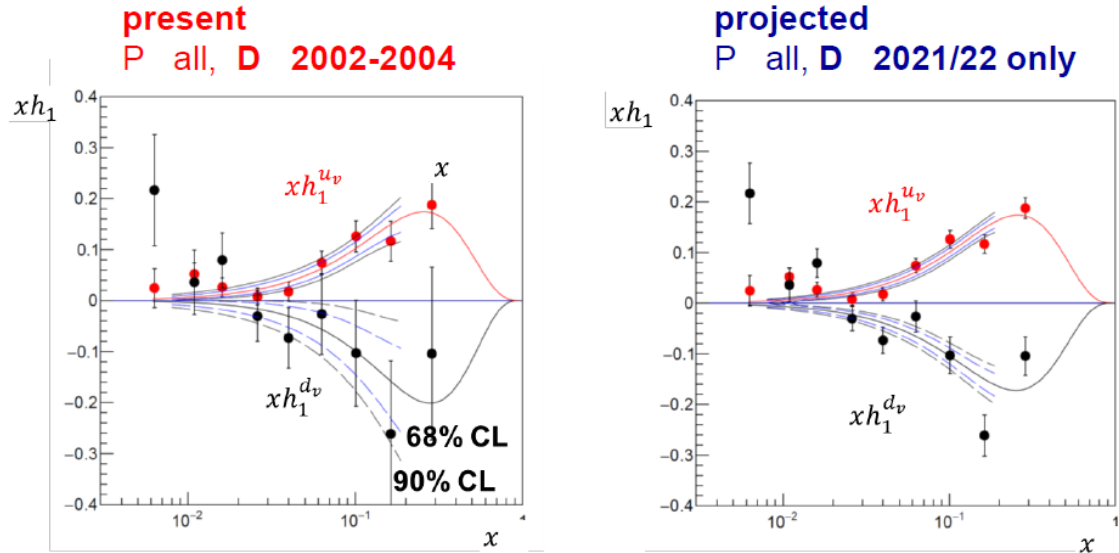 present
P all, D 2002-2004
xh₁
0.4
0.3
0.2
0.1
0
−0.1
−0.2
−0.3
−0.4
xh₁ᵘᵛ
x
xh₁ᵈᵛ
68% CL
90% CL
10⁻²
10⁻¹
x
projected
P all, D 2021/22 only
xh₁
0.4
0.3
0.2
0.1
0
−0.1
−0.2
−0.3
−0.4
xh₁ᵘᵛ
xh₁ᵈᵛ
10⁻²
10⁻¹
1
x